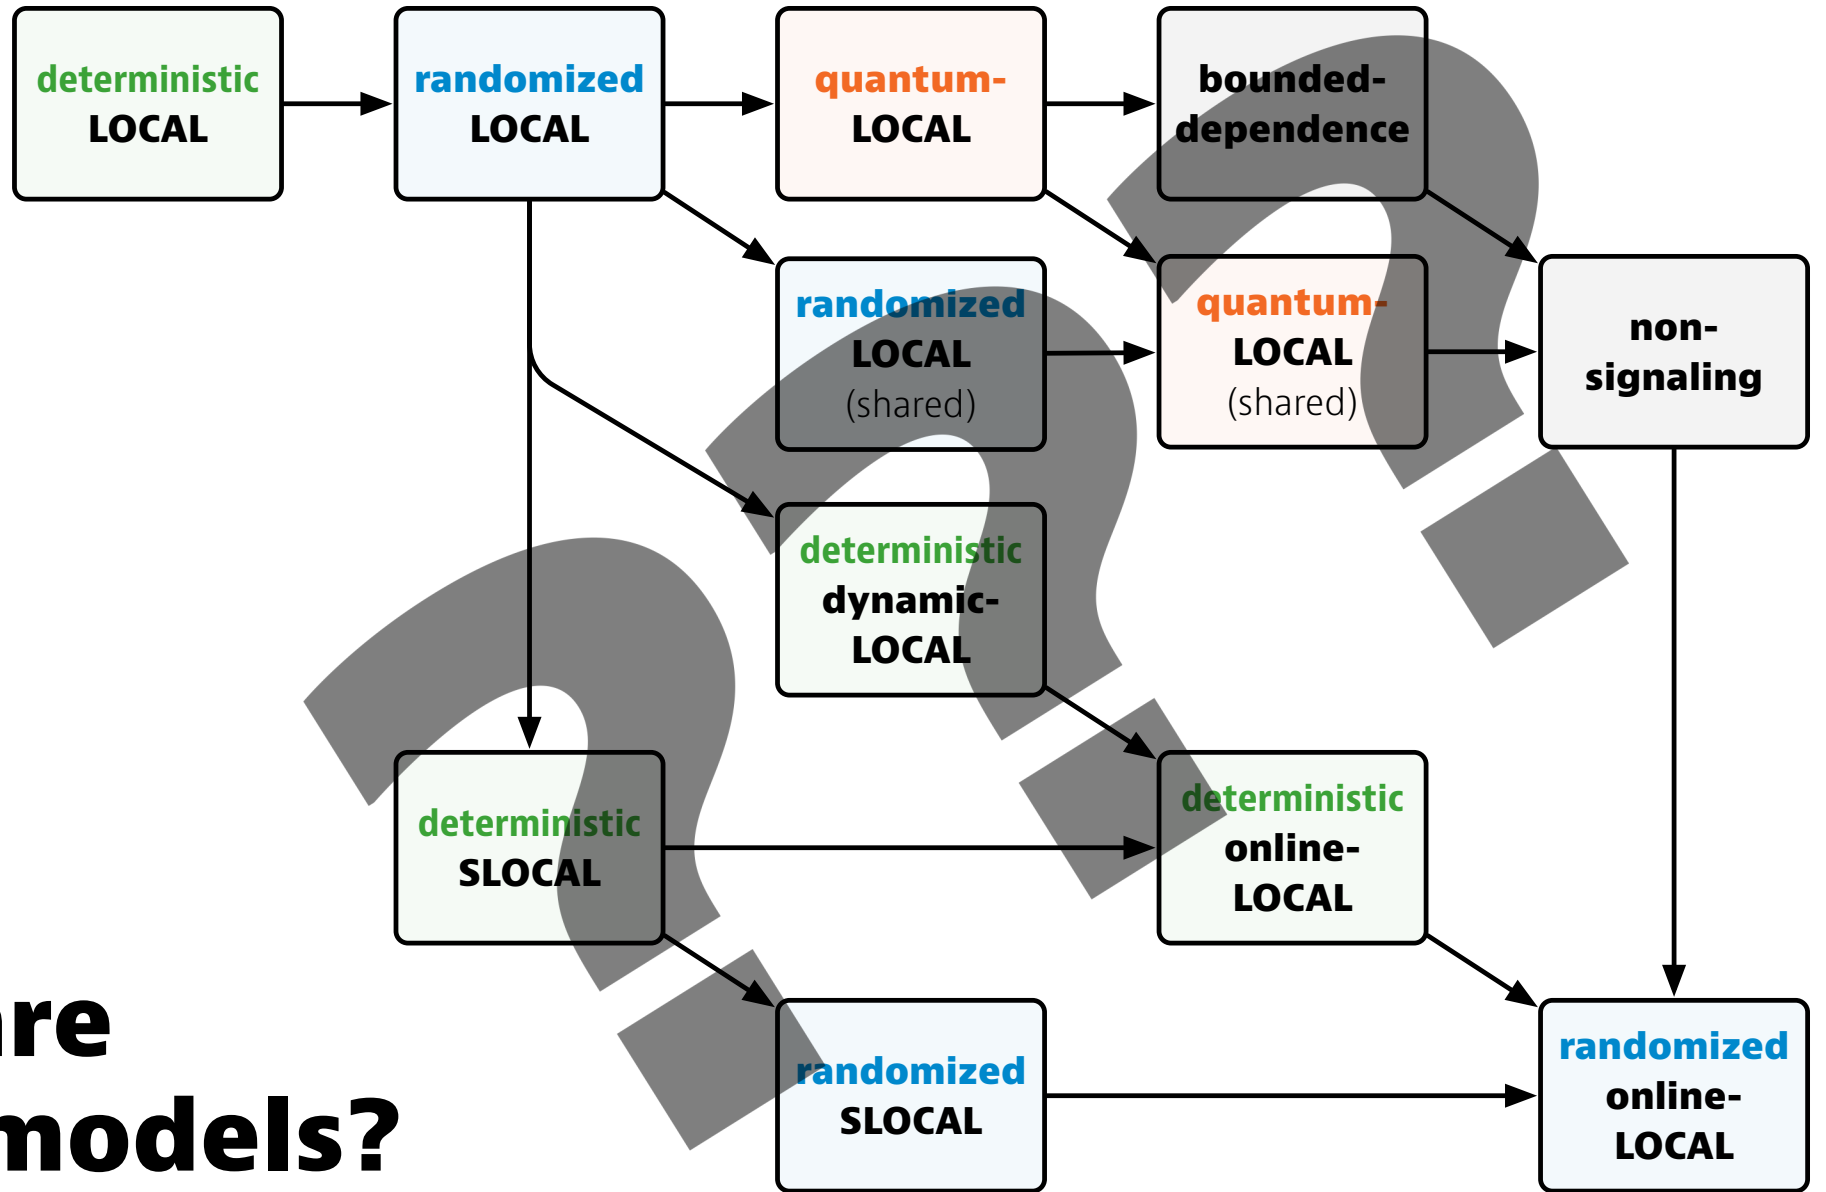 deterministic
LOCAL
randomized
LOCAL
quantum-
LOCAL
bounded-
dependence
randomized
LOCAL
(shared)
quantum-
LOCAL
(shared)
non-
signaling
deterministic
dynamic-
LOCAL
deterministic
SLOCAL
deterministic
online-
LOCAL
randomized
SLOCAL
randomized
online-
LOCAL
models?